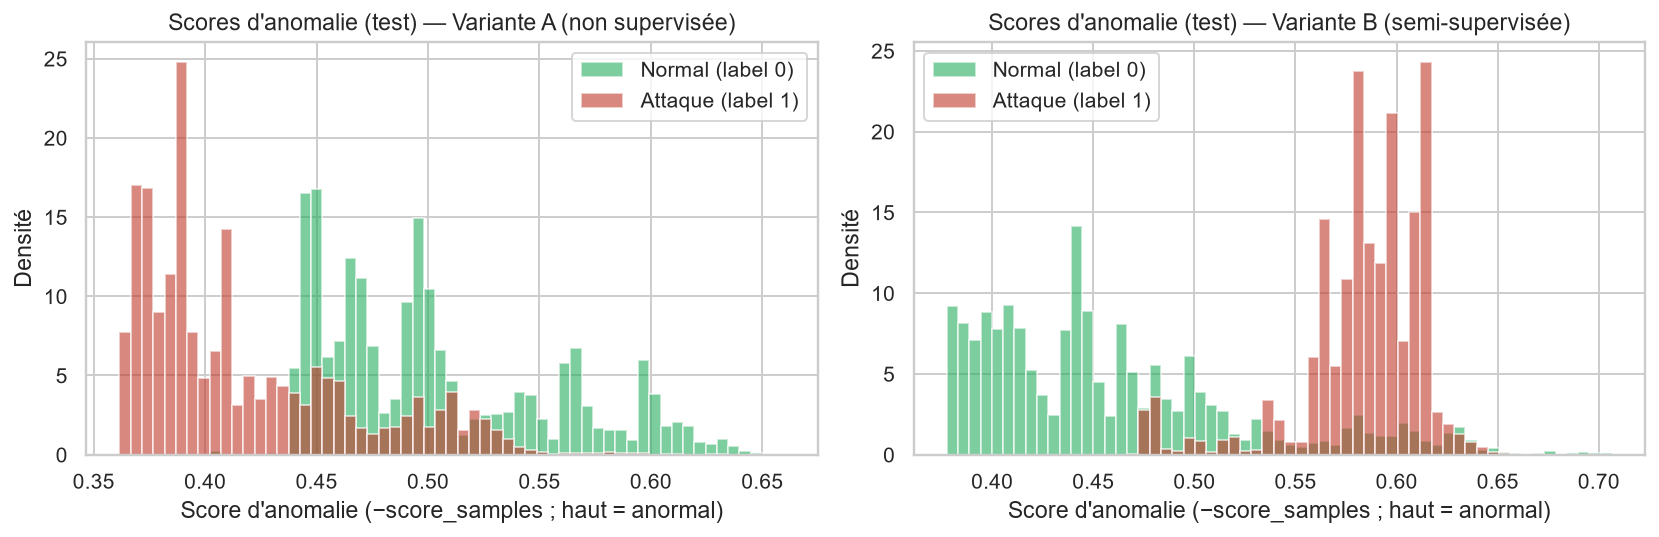 Scores d'anomalie (test) — Variante A (non supervisée)
25
20
15
10
5
0
Densité
Normal (label 0)
Attaque (label 1)
0.35 0.40 0.45 0.50 0.55 0.60 0.65
Score d'anomalie (−score_samples ; haut = anormal)
Scores d'anomalie (test) — Variante B (semi-supervisée)
25
20
15
10
5
0
Densité
Normal (label 0)
Attaque (label 1)
0.40 0.45 0.50 0.55 0.60 0.65 0.70
Score d'anomalie (−score_samples ; haut = anormal)